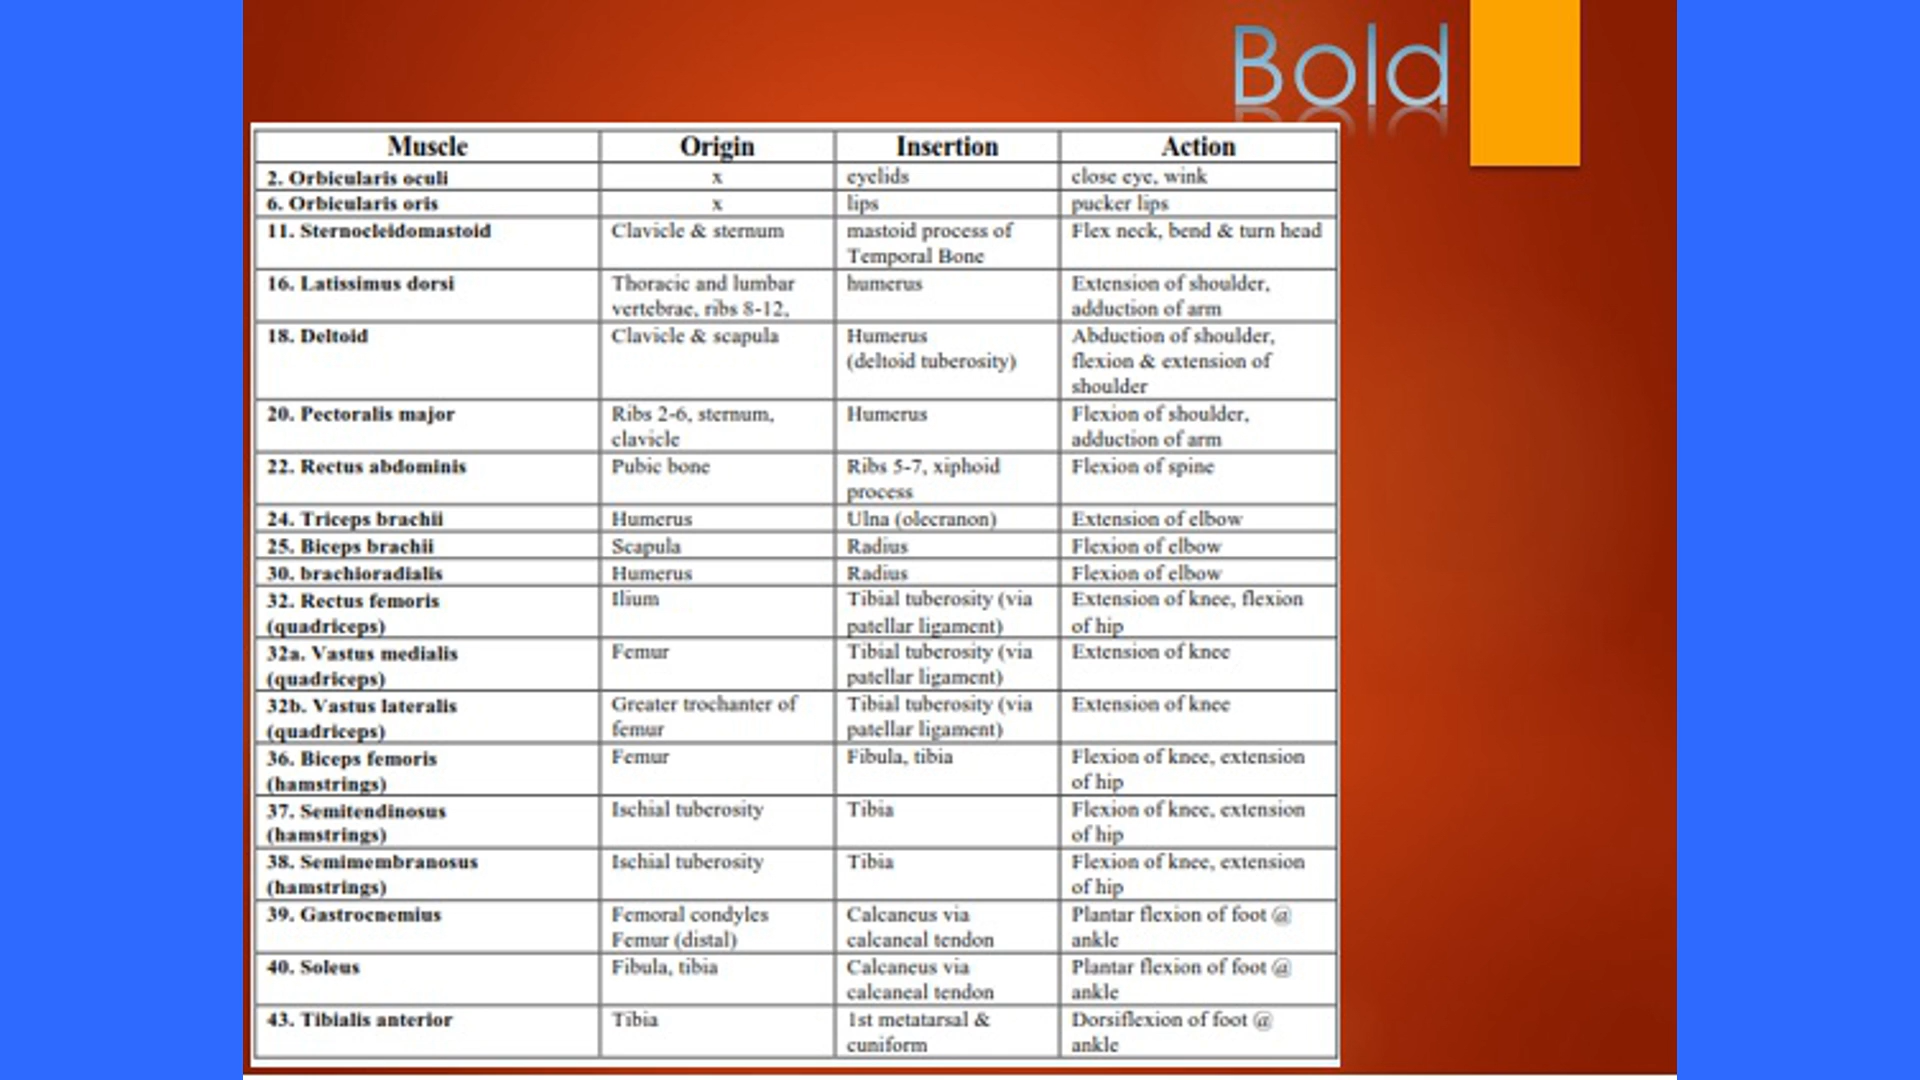 Bold
Muscle Origin Insertion Action
2. Orbicularis oculi x eyelids close eye, wink
6. Orbicularis oris x lips pucker lips
11. Sternocleidomastoid Clavicle & sternum mastoid process of Flex neck, bend & turn head
Temporal Bone
16. Latissimus dorsi Thoracic and lumbar humerus Extension of shoulder,
vertebrae, ribs 8-12, adduction of arm
18. Deltoid Clavicle & scapula Humerus Abduction of shoulder,
(deltoid tuberosity) flexion & extension of
shoulder
20. Pectoralis major Ribs 2-6, sternum, Humerus Flexion of shoulder,
clavicle adduction of arm
22. Rectus abdominis Pubic bone Ribs 5-7, xiphoid Flexion of spine
process
24. Triceps brachii Humerus Ulna (olecranon) Extension of elbow
25. Biceps brachii Scapula Radius Flexion of elbow
30. brachioradialis Humerus Radius Flexion of elbow
32. Rectus femoris Ilium Tibial tuberosity (via Extension of knee, flexion
(quadriceps) patellar ligament) of hip
32a. Vastus medialis Femur Tibial tuberosity (via Extension of knee
(quadriceps) patellar ligament)
32b. Vastus lateralis Greater trochanter of Tibial tuberosity (via Extension of knee
(quadriceps) femur patellar ligament)
36. Biceps femoris Femur Fibula, tibia Flexion of knee, extension
(hamstrings) of hip
37. Semitendinosus Ischial tuberosity Tibia Flexion of knee, extension
(hamstrings) of hip
38. Semimembranosus Ischial tuberosity Tibia Flexion of knee, extension
(hamstrings) of hip
39. Gastrocnemius Femoral condyles Calcaneus via Plantar flexion of foot @
Femur (distal) calcaneal tendon ankle
40. Soleus Fibula, tibia Calcaneus via Plantar flexion of foot @
calcaneal tendon ankle
43. Tibialis anterior Tibia 1st metatarsal & Dorsiflexion of foot @
cuniform ankle